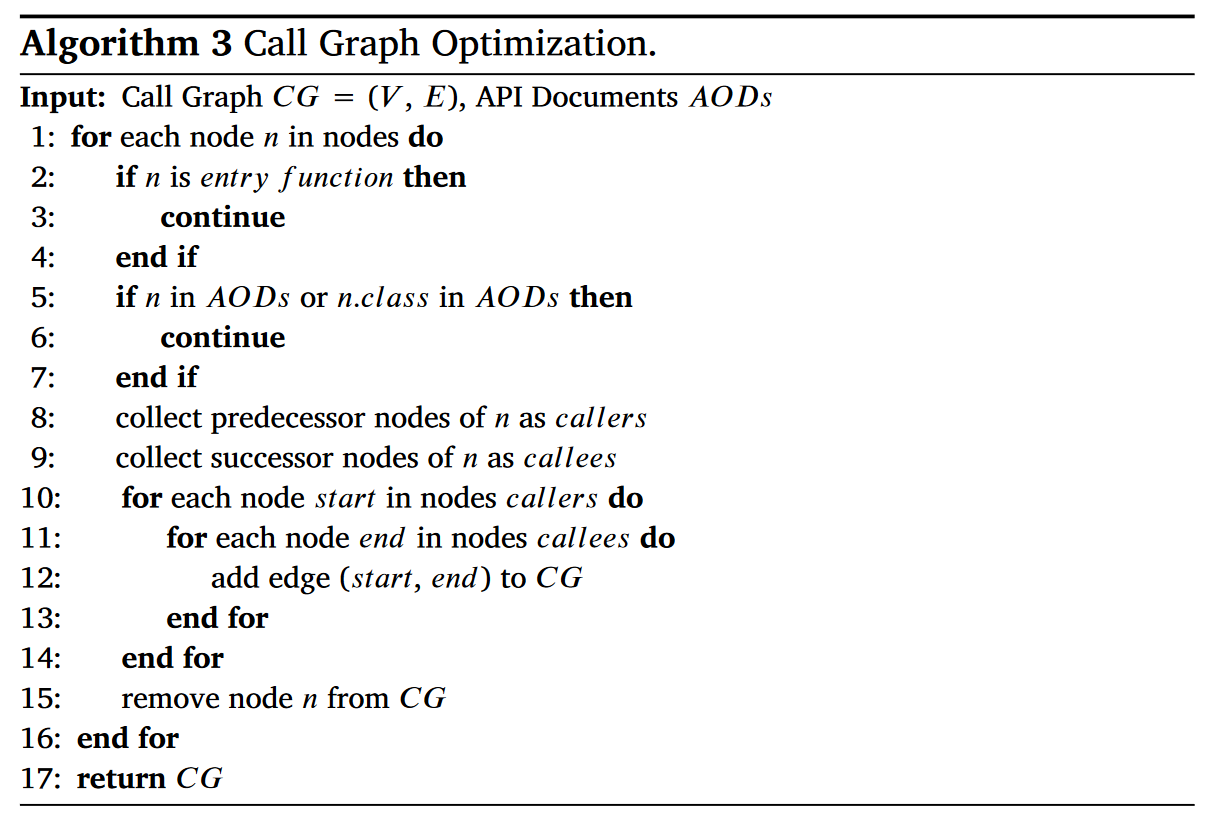 Algorithm 3 Call Graph Optimization.
Input: Call Graph CG = (V, E), API Documents AODs
1: for each node n in nodes do
2: if n is entry function then
3: continue
4: end if
5: if n in AODs or n.class in AODs then
6: continue
7: end if
8: collect predecessor nodes of n as callers
9: collect successor nodes of n as callees
10: for each node start in nodes callers do
11: for each node end in nodes callees do
12: add edge (start, end) to CG
13: end for
14: end for
15: remove node n from CG
16: end for
17: return CG